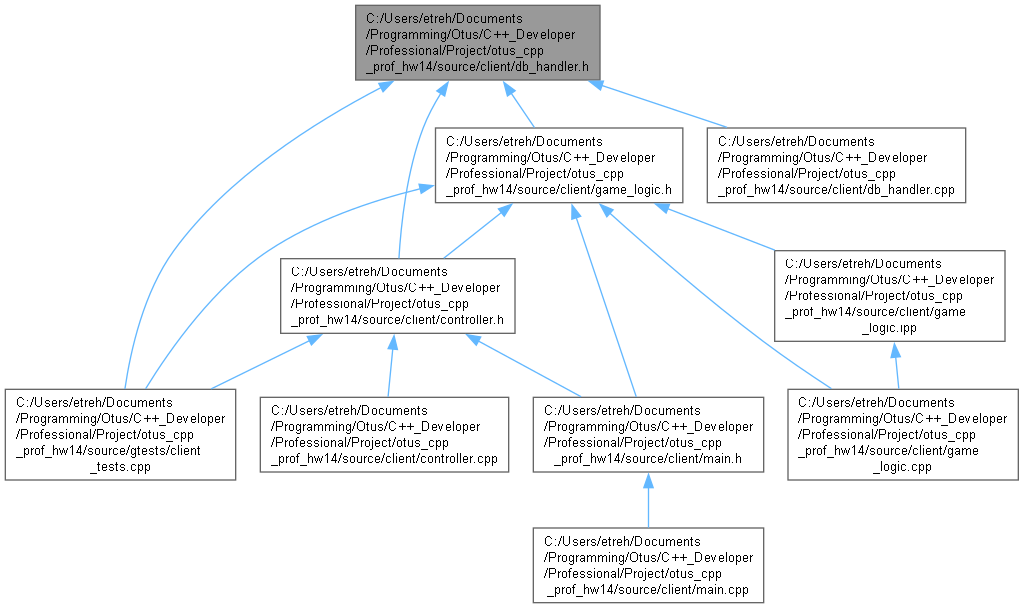 C:/Users/etreh/Documents
/Programming/Otus/C++_Developer
/Professional/Project/otus_cpp
_prof_hw14/source/client/db_handler.h
C:/Users/etreh/Documents
/Programming/Otus/C++_Developer
/Professional/Project/otus_cpp
_prof_hw14/source/client/game_logic.h
C:/Users/etreh/Documents
/Programming/Otus/C++_Developer
/Professional/Project/otus_cpp
_prof_hw14/source/client/db_handler.cpp
C:/Users/etreh/Documents
/Programming/Otus/C++_Developer
/Professional/Project/otus_cpp
_prof_hw14/source/client/controller.h
C:/Users/etreh/Documents
/Programming/Otus/C++_Developer
/Professional/Project/otus_cpp
_prof_hw14/source/client/game
_logic.ipp
C:/Users/etreh/Documents
/Programming/Otus/C++_Developer
/Professional/Project/otus_cpp
_prof_hw14/source/gtests/client
_tests.cpp
C:/Users/etreh/Documents
/Programming/Otus/C++_Developer
/Professional/Project/otus_cpp
_prof_hw14/source/client/controller.cpp
C:/Users/etreh/Documents
/Programming/Otus/C++_Developer
/Professional/Project/otus_cpp
_prof_hw14/source/client/main.h
C:/Users/etreh/Documents
/Programming/Otus/C++_Developer
/Professional/Project/otus_cpp
_prof_hw14/source/client/game
_logic.cpp
C:/Users/etreh/Documents
/Programming/Otus/C++_Developer
/Professional/Project/otus_cpp
_prof_hw14/source/client/main.cpp